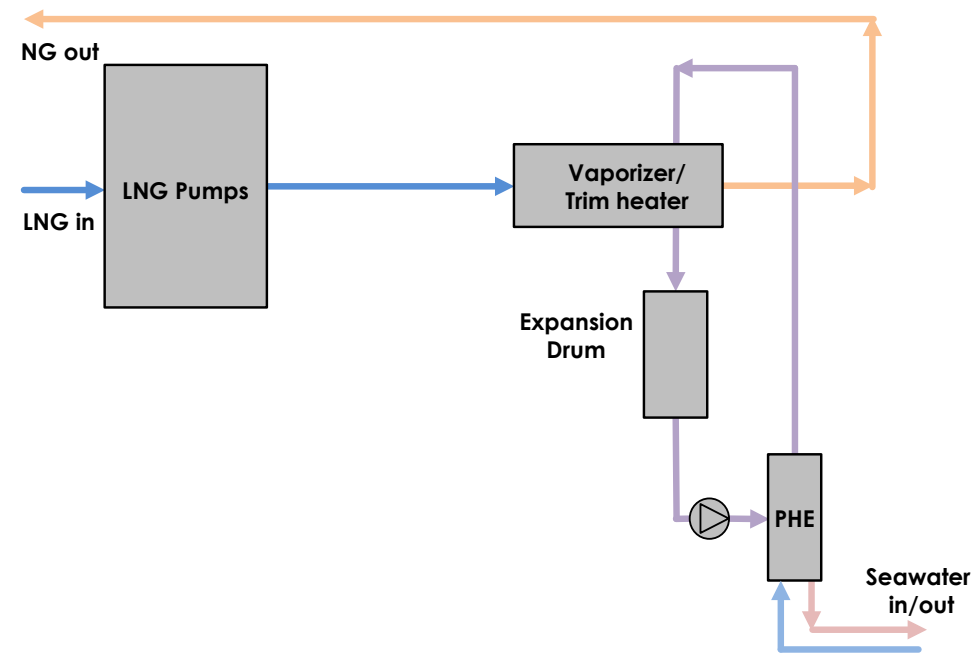 NG out
LNG Pumps
LNG in
Vaporizer/
Trim heater
Expansion
Drum
PHE
Seawater
in/out